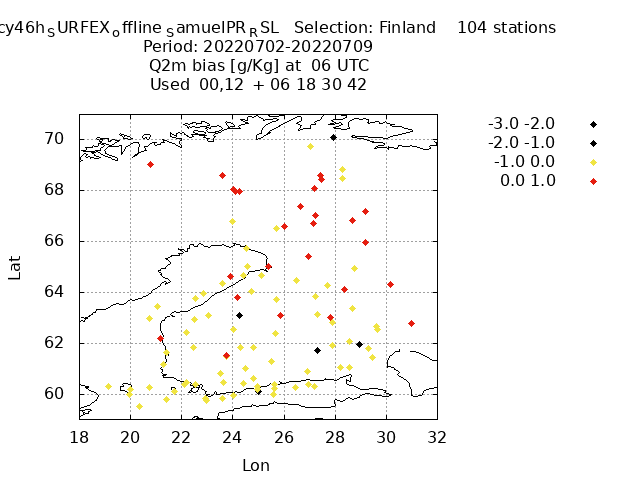 cy46h_SURFEX_offline_SamuelPR_RSL Selection: Finland 104 stations
Period: 20220702-20220709
Q2m bias [g/Kg] at 06 UTC
Used 00,12 + 06 18 30 42
-3.0 -2.0
-2.0 -1.0
-1.0 0.0
0.0 1.0
70
68
66
64
62
60
Lat
18 20 22 24 26 28 30 32
Lon